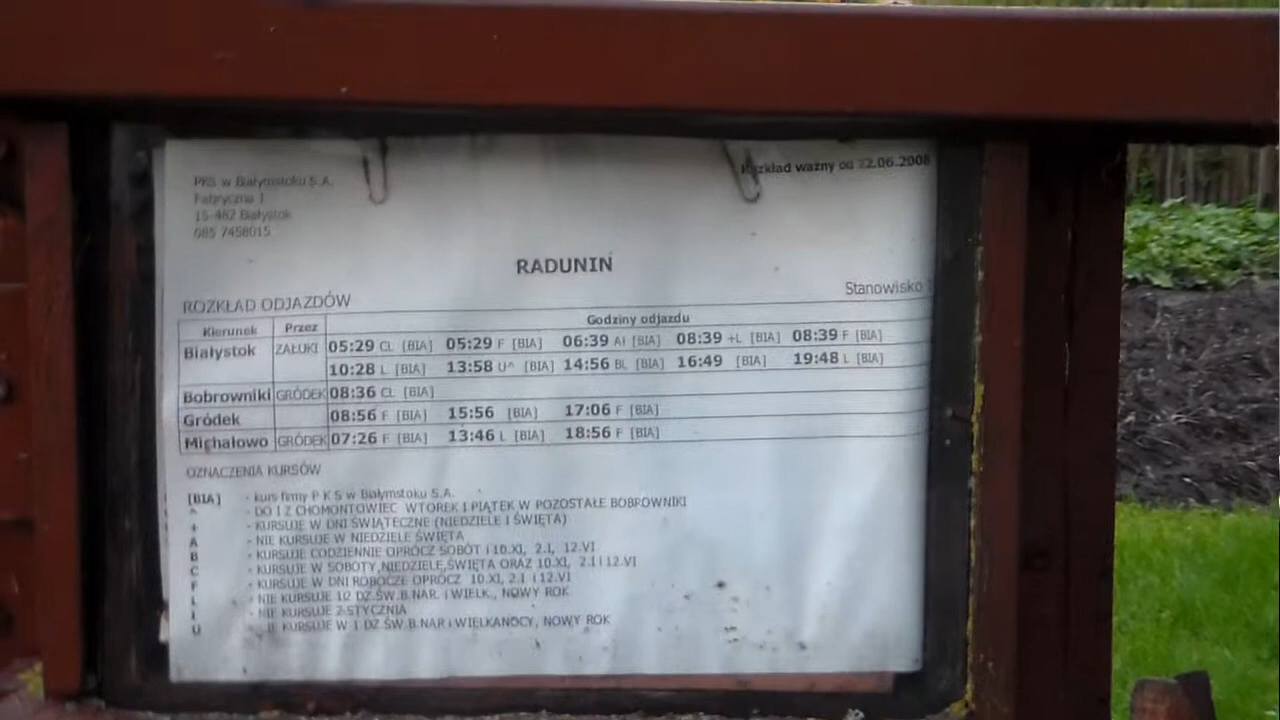 Rozkład ważny od 22.06.2008
PKS w Białymstoku S.A.
Fabryczna 1
15-482 Białystok
085 7458015
RADUNIN
Stanowisko
ROZKŁAD ODJAZDÓW
Kierunek Przez Godziny odjazdu
Białystok ZAŁUKI 05:29 CL [BIA] 05:29 F [BIA] 06:39 AI [BIA] 08:39 +L [BIA] 08:39 F [BIA]
10:28 L [BIA] 13:58 U^ [BIA] 14:56 BL [BIA] 16:49 [BIA] 19:48 L [BIA]
Bobrowniki GRÓDEK 08:36 CL [BIA]
Gródek 08:56 F [BIA] 15:56 [BIA] 17:06 F [BIA]
Michałowo GRÓDEK 07:26 F [BIA] 13:46 L [BIA] 18:56 F [BIA]
OZNACZENIA KURSÓW
[BIA] - kurs firmy P K S w Białymstoku S.A.
^ - DO I Z CHOMONTOWIEC WTOREK I PIĄTEK W POZOSTAŁE BOBROWNIKI
+ - KURSUJE W DNI ŚWIĄTECZNE (NIEDZIELE I ŚWIĘTA)
A - NIE KURSUJE W NIEDZIELE ŚWIĘTA
B - KURSUJE CODZIENNIE OPRÓCZ SOBÓT i 10.XI, 2.I, 12.VI
C - KURSUJE W SOBOTY,NIEDZIELE,ŚWIĘTA ORAZ 10.XI, 2.I i 12.VI
F - KURSUJE W DNI ROBOCZE OPRÓCZ 10.XI, 2.I i 12.VI
L - NIE KURSUJE 1/2 DZ.ŚW.B.NAR. i WIELK., NOWY ROK
I - NIE KURSUJE 2 STYCZNIA
U IE KURSUJE W 1 DZ.ŚW.B.NAR i WIELKANOCY, NOWY ROK